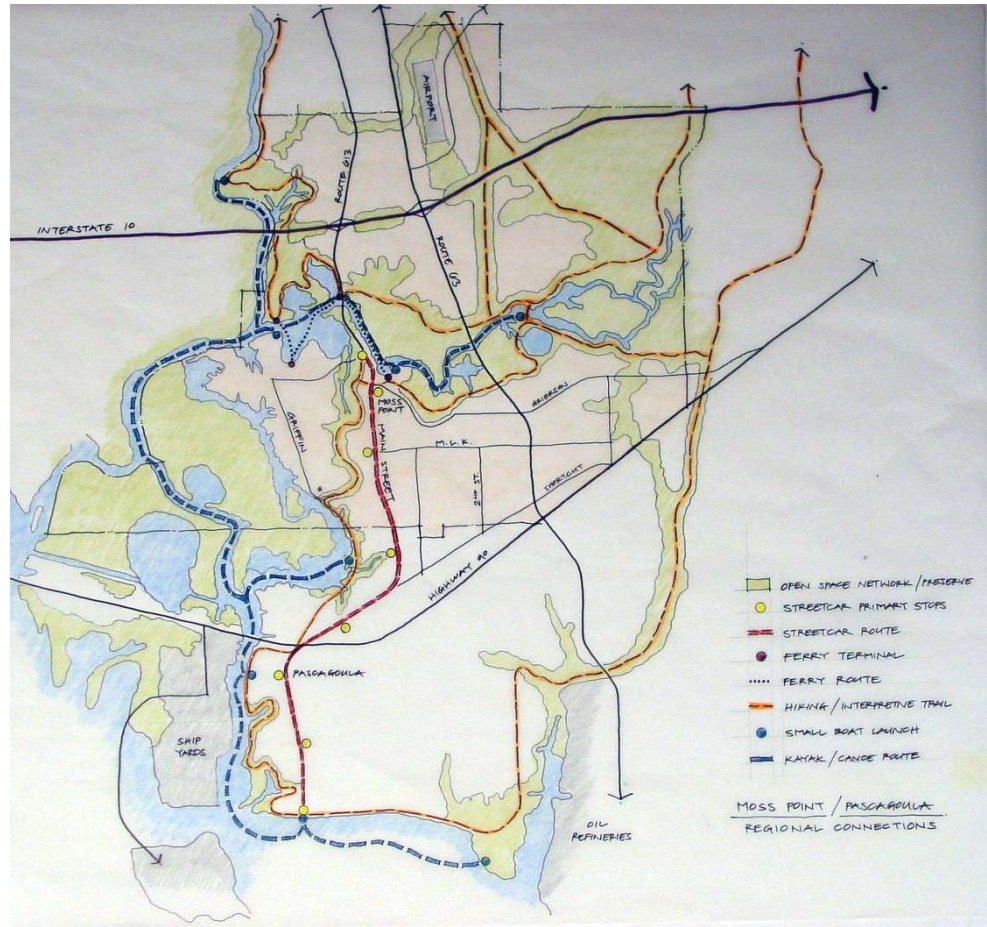 AIRPORT
ROUTE 613
INTERSTATE 10
ROUTE 63
GRIERSON
MOSS
POINT
GRIFFIN
MAIN STREET
M.L.K.
2ND ST.
SHORTCUT
HIGHWAY 90
PASCAGOULA
SHIP
YARDS
OIL
REFINERIES
OPEN SPACE NETWORK/PRESERVE
STREETCAR PRIMARY STOPS
STREETCAR ROUTE
FERRY TERMINAL
FERRY ROUTE
HIKING/INTERPRETIVE TRAIL
SMALL BOAT LAUNCH
KAYAK/CANOE ROUTE
MOSS POINT/PASCAGOULA
REGIONAL CONNECTIONS